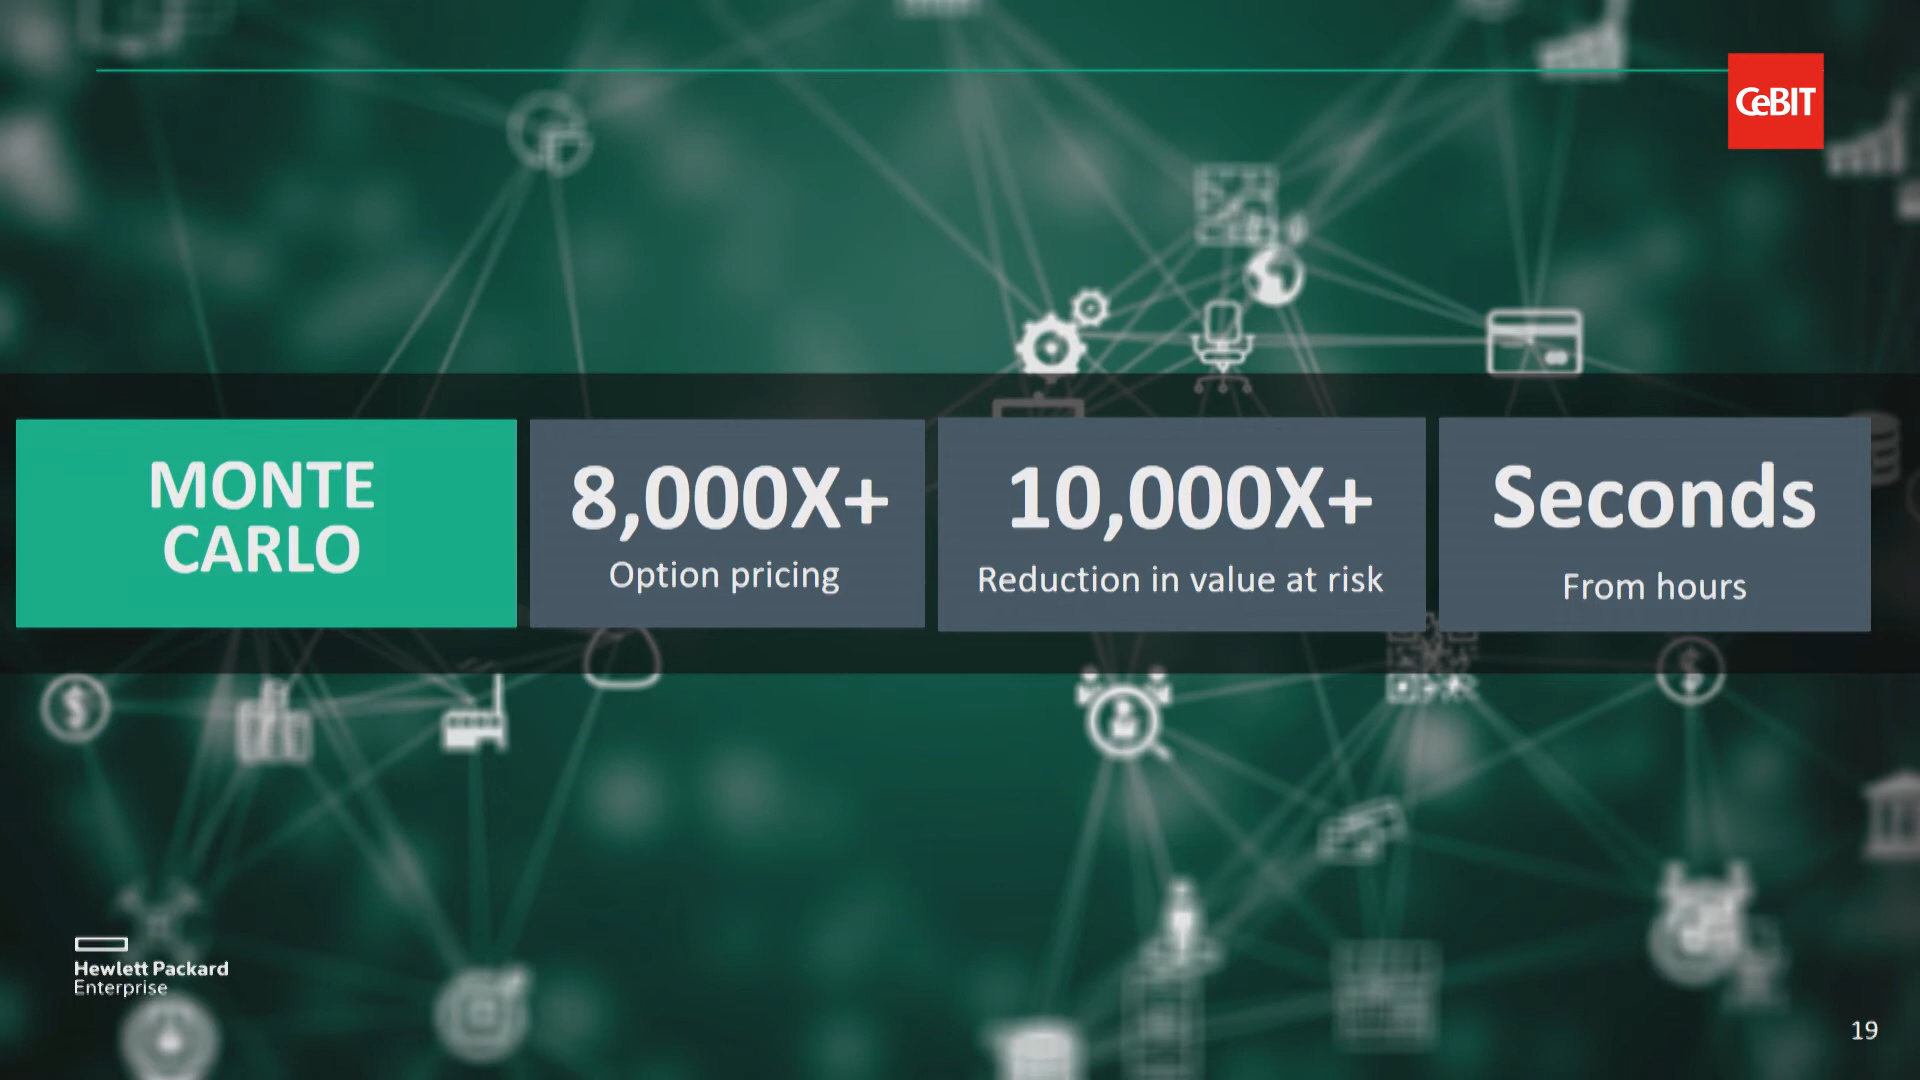 CeBIT
MONTE
CARLO
8,000X+
Option pricing
10,000X+
Reduction in value at risk
Seconds
From hours
Hewlett Packard
Enterprise
19